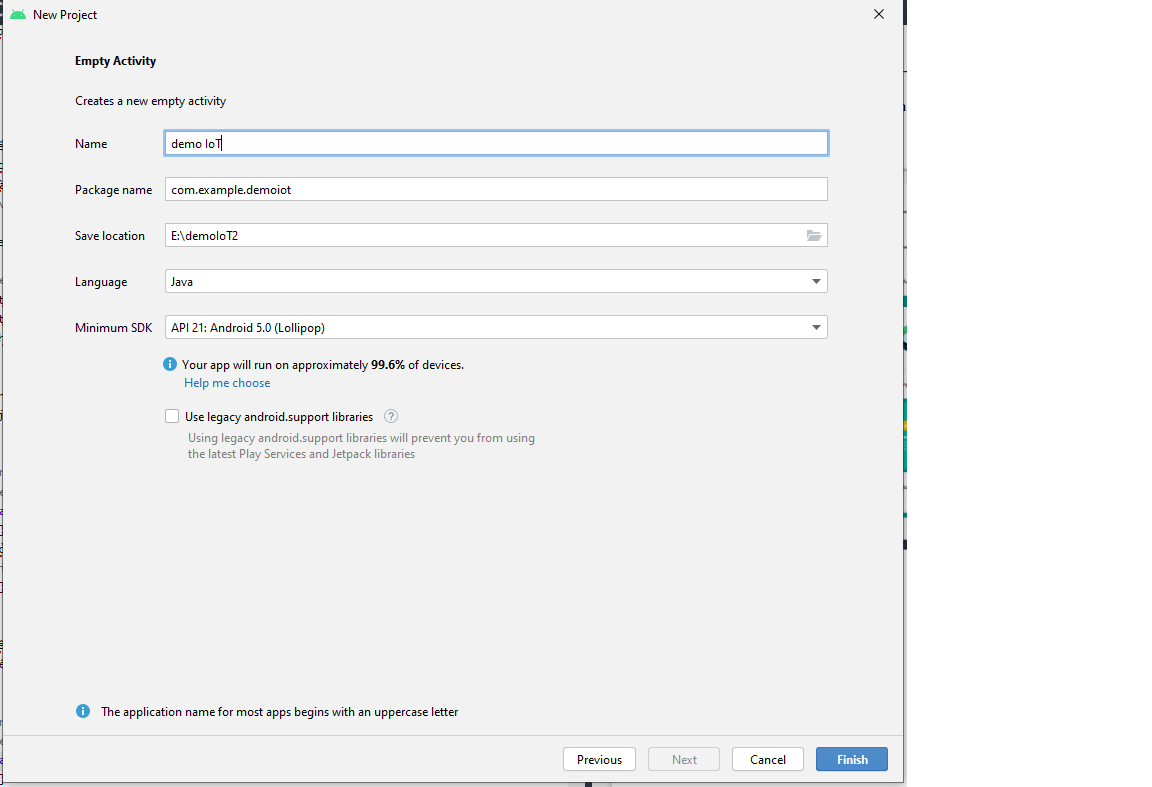 New Project
Empty Activity
Creates a new empty activity
Name demo IoT
Package name com.example.demoiot
Save location E:\demoIoT2
Language Java
Minimum SDK API 21: Android 5.0 (Lollipop)
Your app will run on approximately 99.6% of devices.
Help me choose
Use legacy android.support libraries ?
Using legacy android.support libraries will prevent you from using
the latest Play Services and Jetpack libraries
The application name for most apps begins with an uppercase letter
Previous Next Cancel Finish